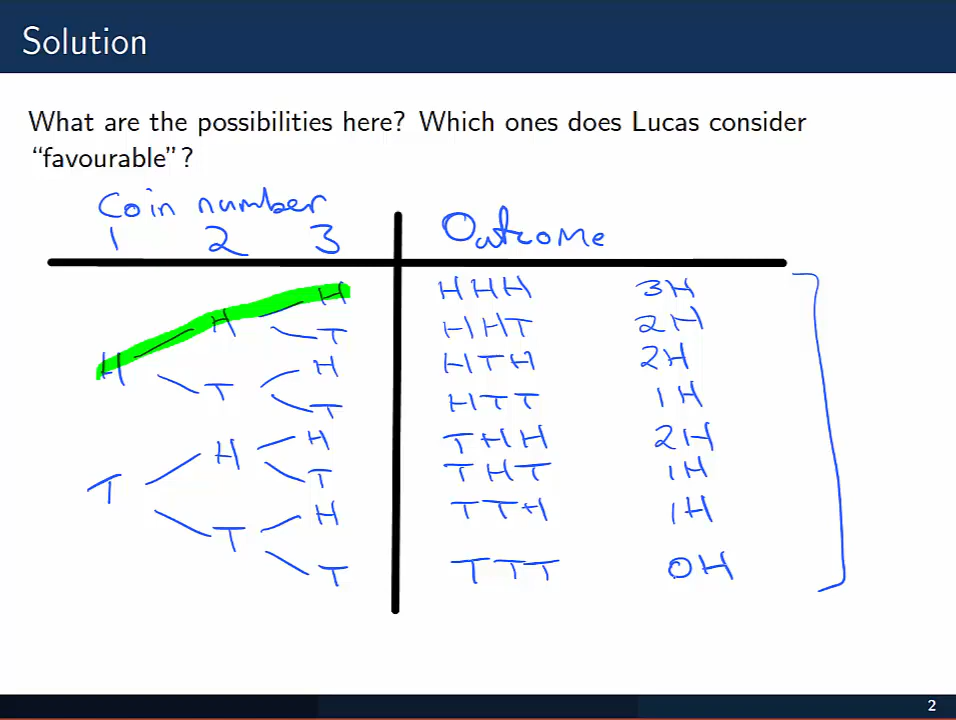 Solution
What are the possibilities here? Which ones does Lucas consider
"favourable"?
Coin number
1 2 3 Outcome
H HHH 3H
H
T HHT 2H
H
H HTH 2H
T
T HTT 1H
H THH 2H
H
T THT 1H
T
H TTH 1H
T
T TTT 0H
2